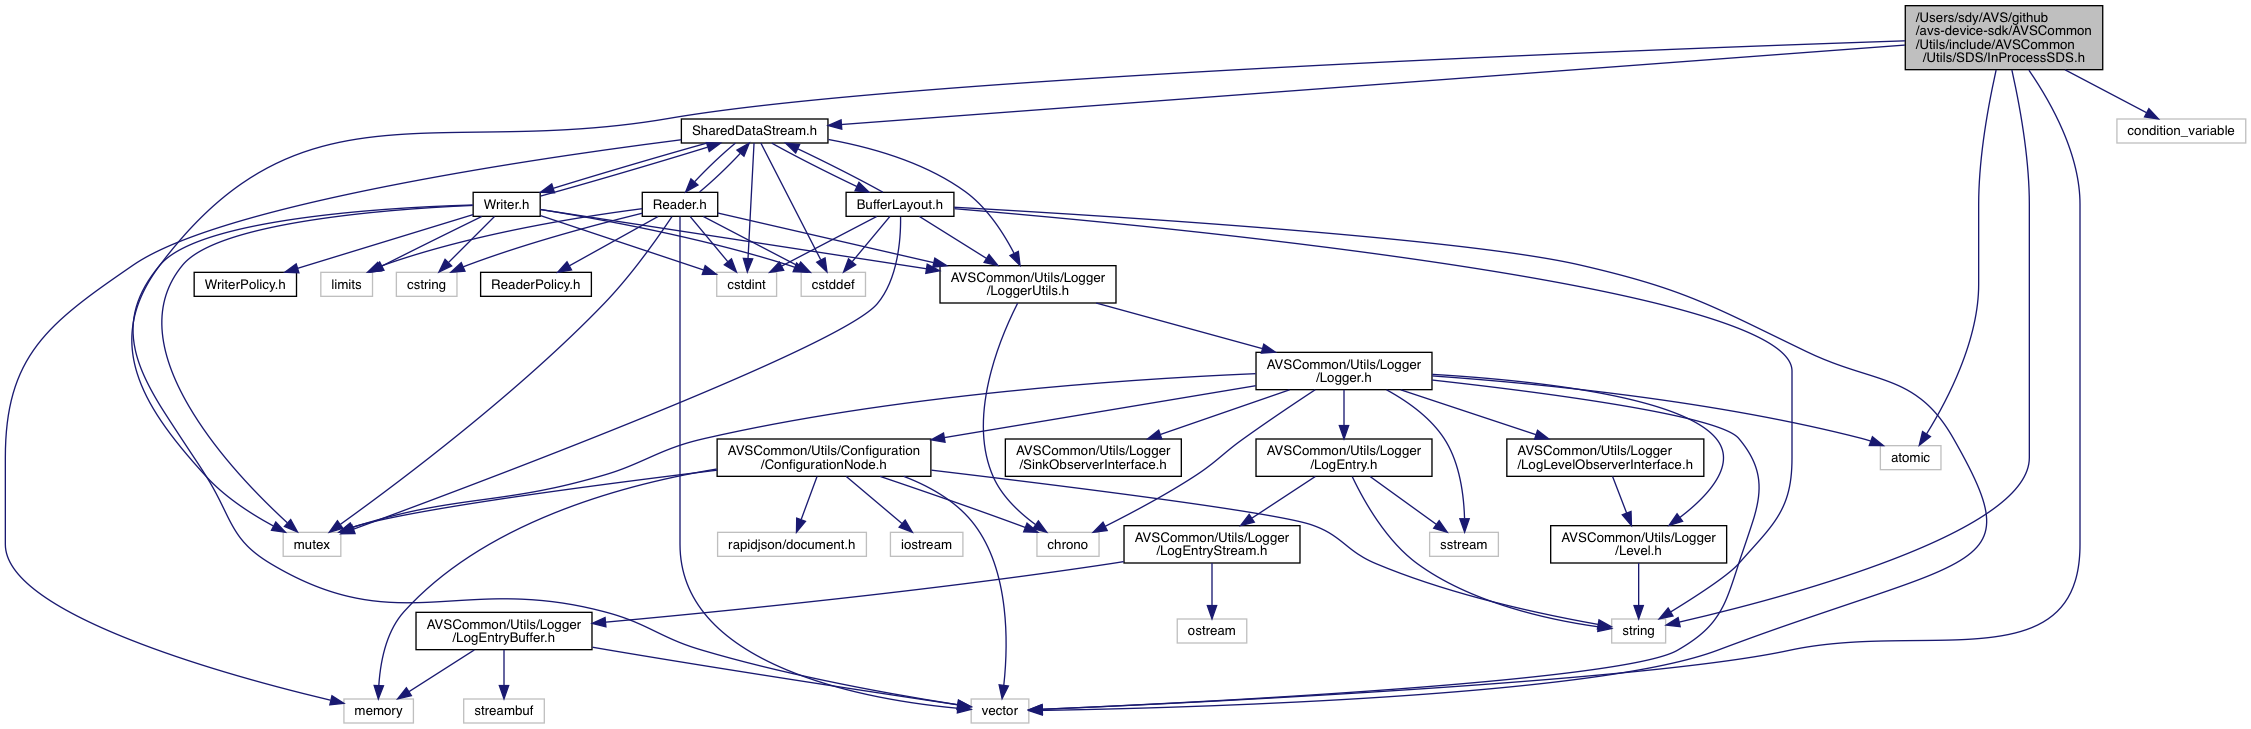 /Users/sdy/AVS/github
/avs-device-sdk/AVSCommon
/Utils/include/AVSCommon
/Utils/SDS/InProcessSDS.h
SharedDataStream.h
condition_variable
Writer.h
Reader.h
BufferLayout.h
WriterPolicy.h
limits
cstring
ReaderPolicy.h
cstdint
cstddef
AVSCommon/Utils/Logger
/LoggerUtils.h
AVSCommon/Utils/Logger
/Logger.h
AVSCommon/Utils/Configuration
/ConfigurationNode.h
AVSCommon/Utils/Logger
/SinkObserverInterface.h
AVSCommon/Utils/Logger
/LogEntry.h
AVSCommon/Utils/Logger
/LogLevelObserverInterface.h
atomic
mutex
rapidjson/document.h
iostream
chrono
AVSCommon/Utils/Logger
/LogEntryStream.h
sstream
AVSCommon/Utils/Logger
/Level.h
AVSCommon/Utils/Logger
/LogEntryBuffer.h
ostream
string
memory
streambuf
vector